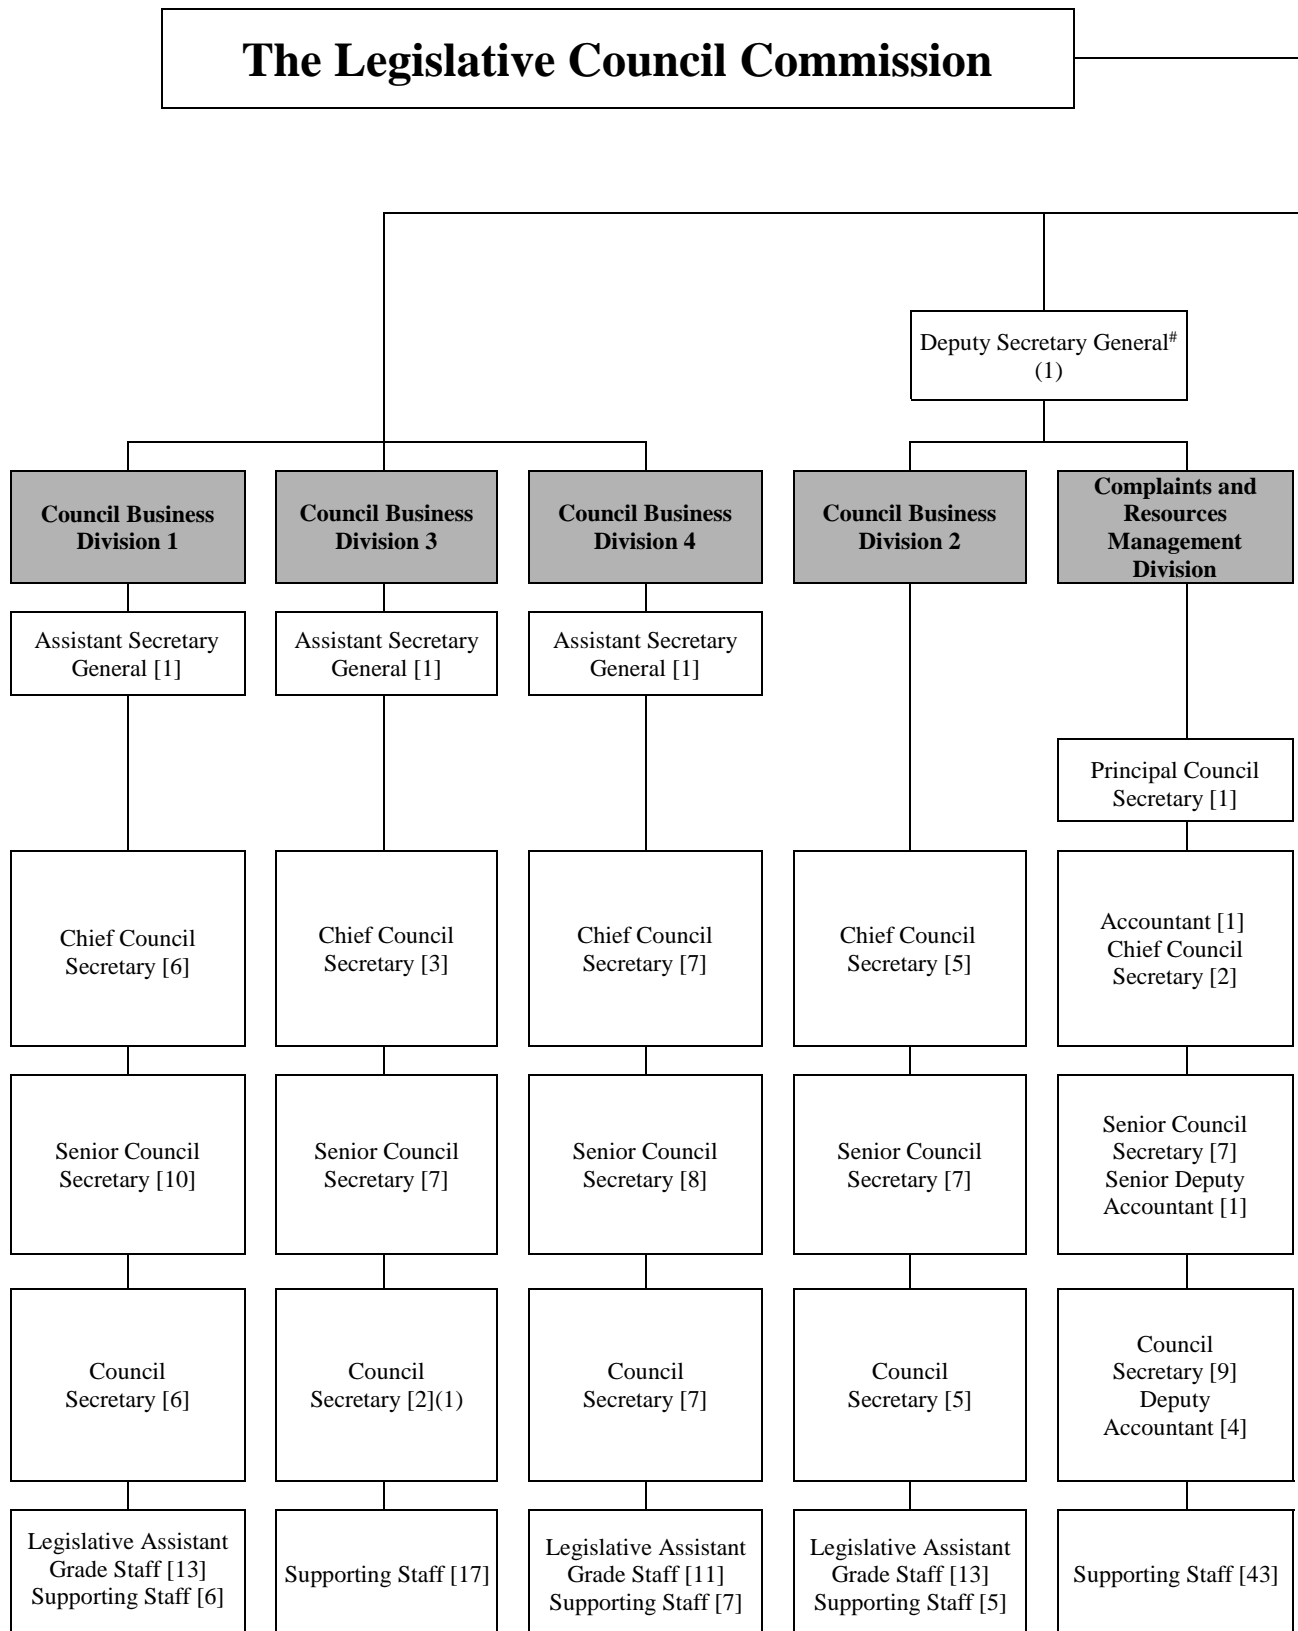 The Legislative Council Commission
Deputy Secretary General#
(1)
Council Business
Division 1
Council Business
Division 3
Council Business
Division 4
Council Business
Division 2
Complaints and
Resources
Management
Division
Assistant Secretary
General [1]
Assistant Secretary
General [1]
Assistant Secretary
General [1]
Principal Council
Secretary [1]
Chief Council
Secretary [6]
Chief Council
Secretary [3]
Chief Council
Secretary [7]
Chief Council
Secretary [5]
Accountant [1]
Chief Council
Secretary [2]
Senior Council
Secretary [10]
Senior Council
Secretary [7]
Senior Council
Secretary [8]
Senior Council
Secretary [7]
Senior Council
Secretary [7]
Senior Deputy
Accountant [1]
Council
Secretary [6]
Council
Secretary [2](1)
Council
Secretary [7]
Council
Secretary [5]
Council
Secretary [9]
Deputy
Accountant [4]
Legislative Assistant
Grade Staff [13]
Supporting Staff [6]
Supporting Staff [17]
Legislative Assistant
Grade Staff [11]
Supporting Staff [7]
Legislative Assistant
Grade Staff [13]
Supporting Staff [5]
Supporting Staff [43]